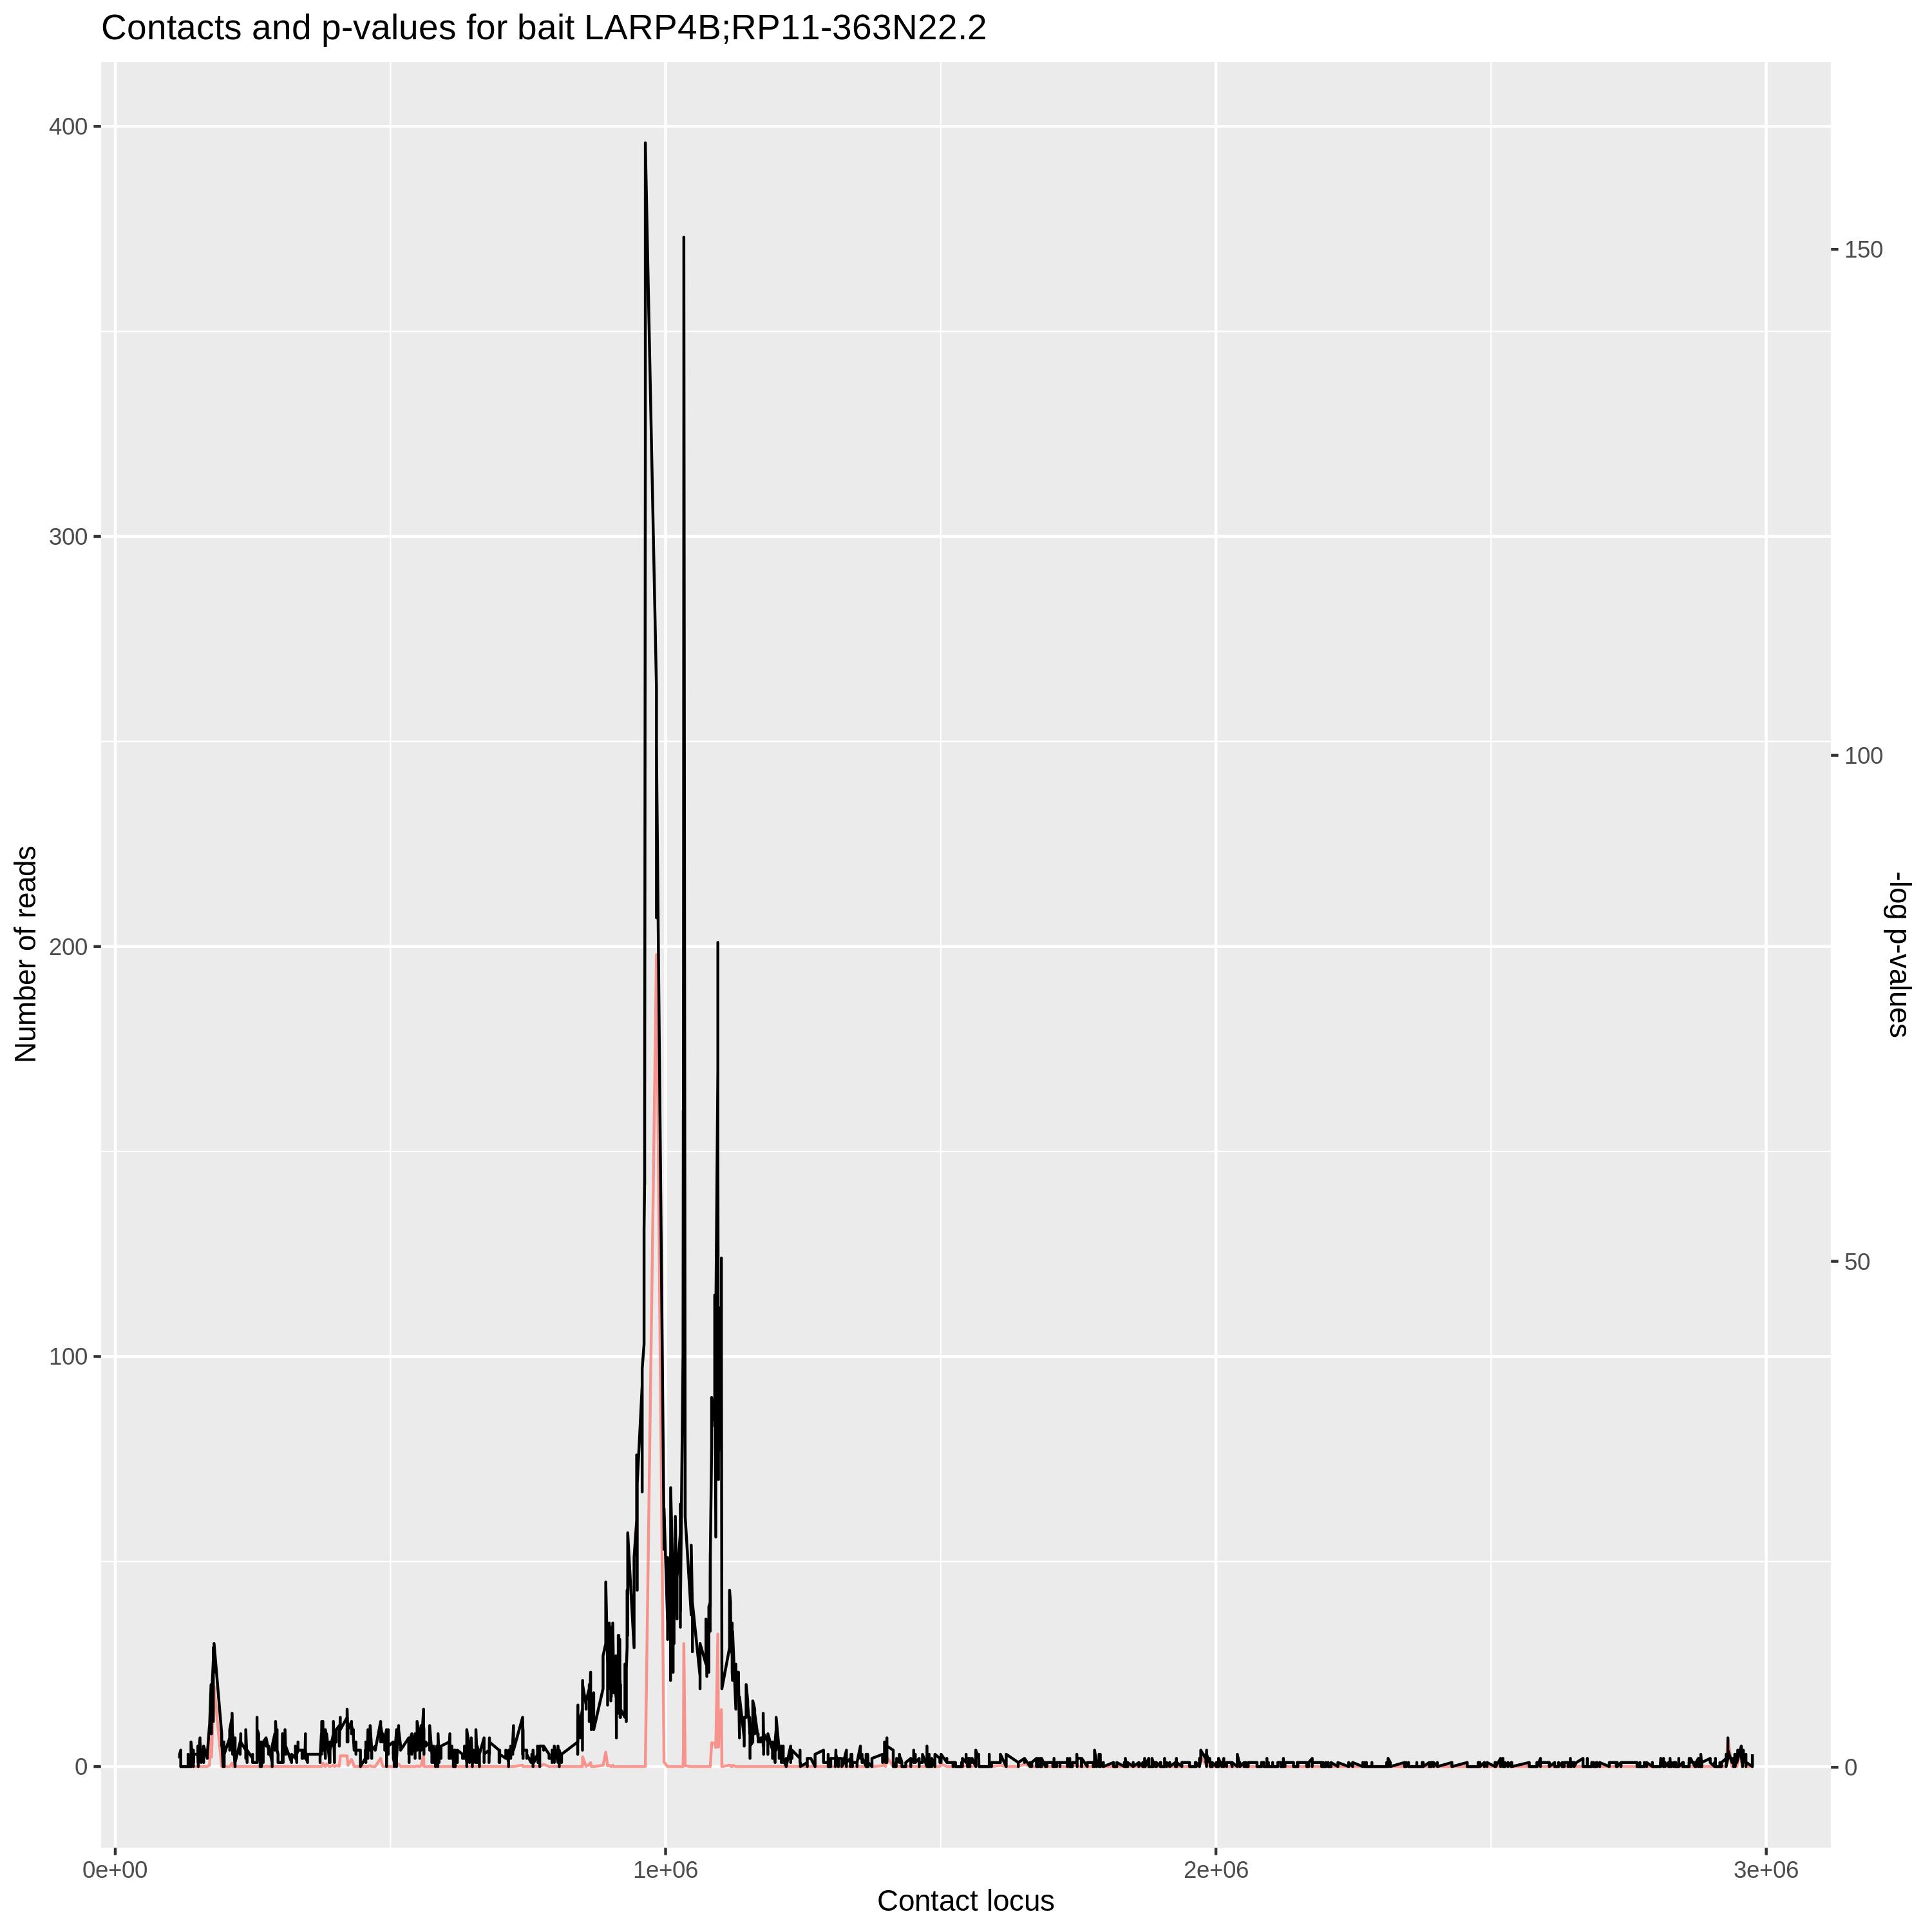 Contacts and p-values for bait LARP4B;RP11-363N22.2
400
300
200
100
0
Number of reads
150
100
50
0
-log p-values
0e+00
1e+06
2e+06
3e+06
Contact locus